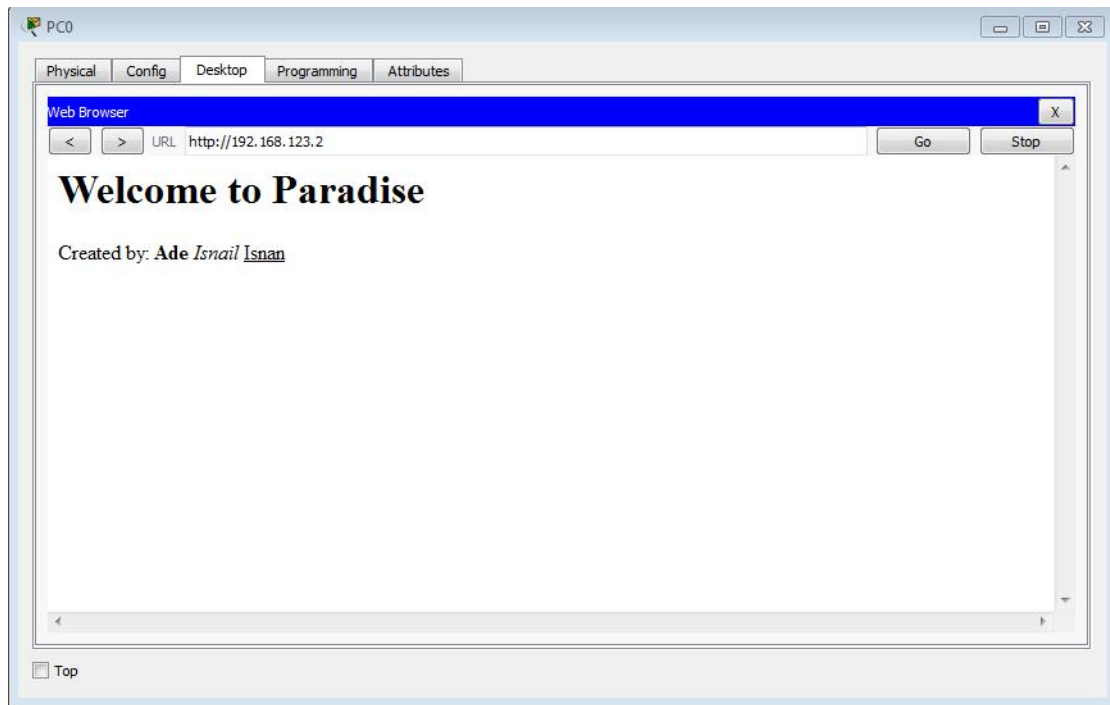 PC0
Physical Config Desktop Programming Attributes
Web Browser X
< > URL http://192.168.123.2 Go Stop
Welcome to Paradise
Created by: Ade Isnail Isnan
Top